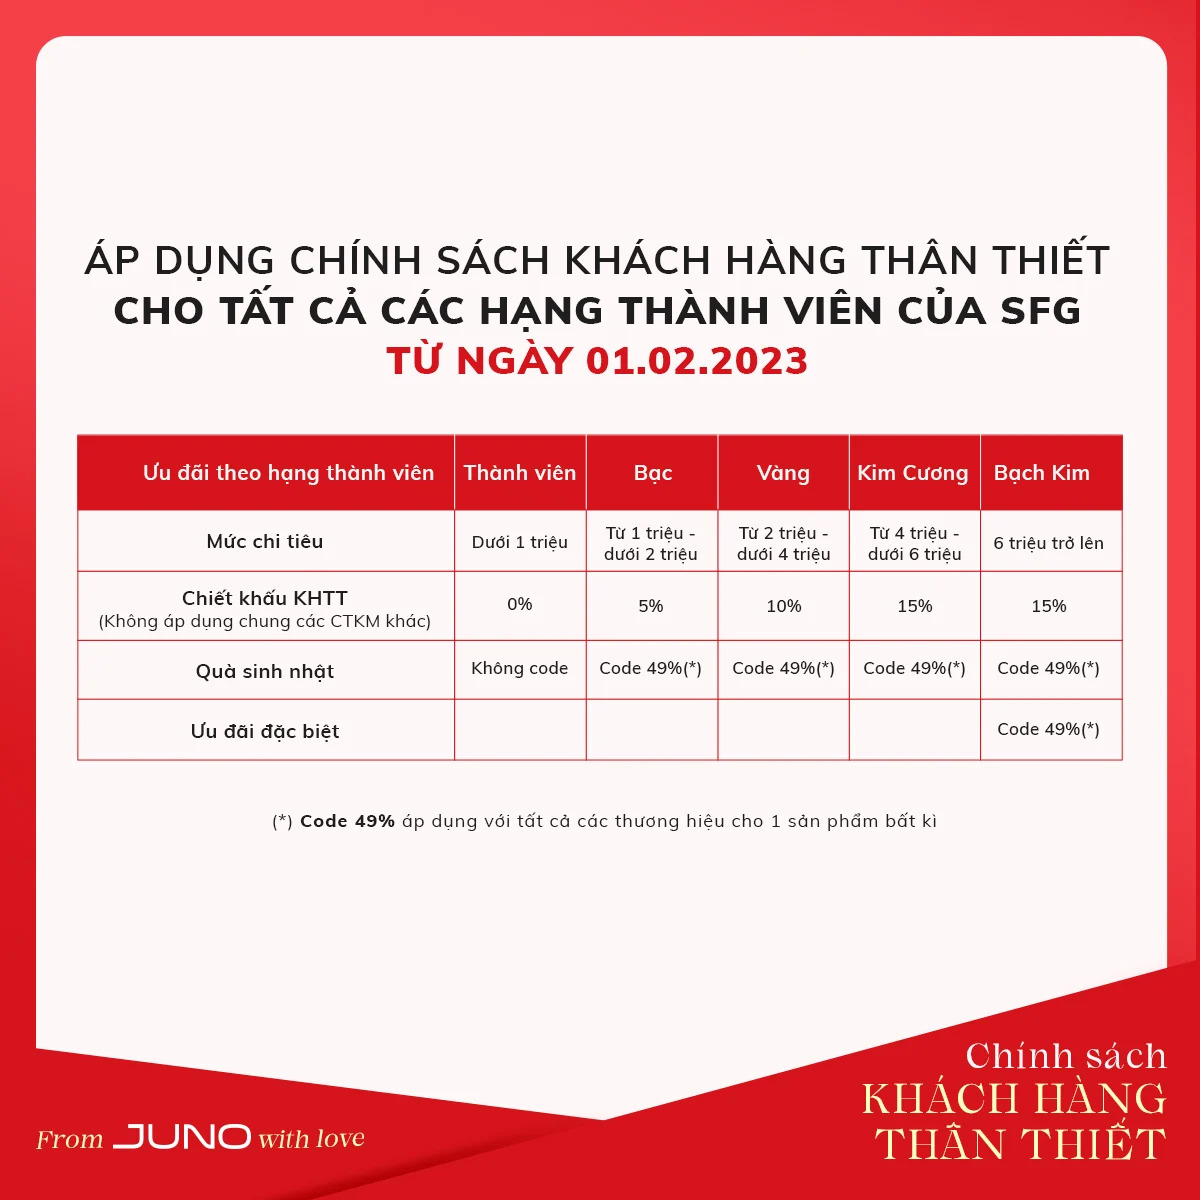 ÁP DỤNG CHÍNH SÁCH KHÁCH HÀNG THÂN THIẾT
CHO TẤT CẢ CÁC HẠNG THÀNH VIÊN CỦA SFG
TỪ NGÀY 01.02.2023
Ưu đãi theo hạng thành viên Thành viên Bạc Vàng Kim Cương Bạch Kim
Mức chi tiêu Dưới 1 triệu Từ 1 triệu - dưới 2 triệu Từ 2 triệu - dưới 4 triệu Từ 4 triệu - dưới 6 triệu 6 triệu trở lên
Chiết khấu KHTT
(Không áp dụng chung các CTKM khác) 0% 5% 10% 15% 15%
Quà sinh nhật Không code Code 49%(*) Code 49%(*) Code 49%(*) Code 49%(*)
Ưu đãi đặc biệt Code 49%(*)
(*) Code 49% áp dụng với tất cả các thương hiệu cho 1 sản phẩm bất kì
Chính sách
KHÁCH HÀNG
THÂN THIẾT
From JUNO with love